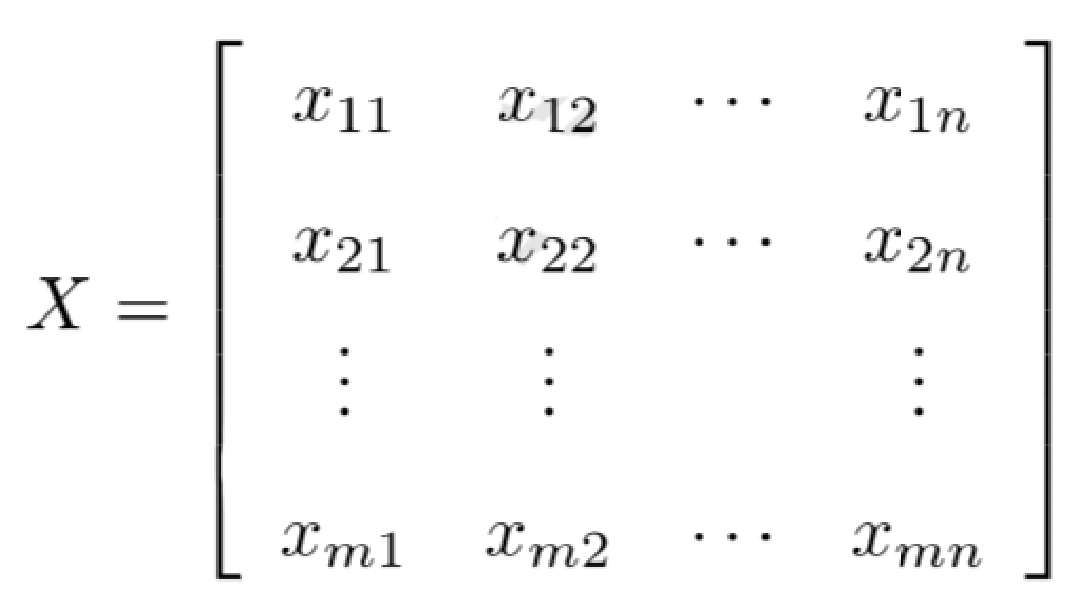 x₁₁ x₁₂ ⋯ x₁ₙ
x₂₁ x₂₂ ⋯ x₂ₙ
X =
⋮ ⋮ ⋮
xₘ₁ xₘ₂ ⋯ xₘₙ